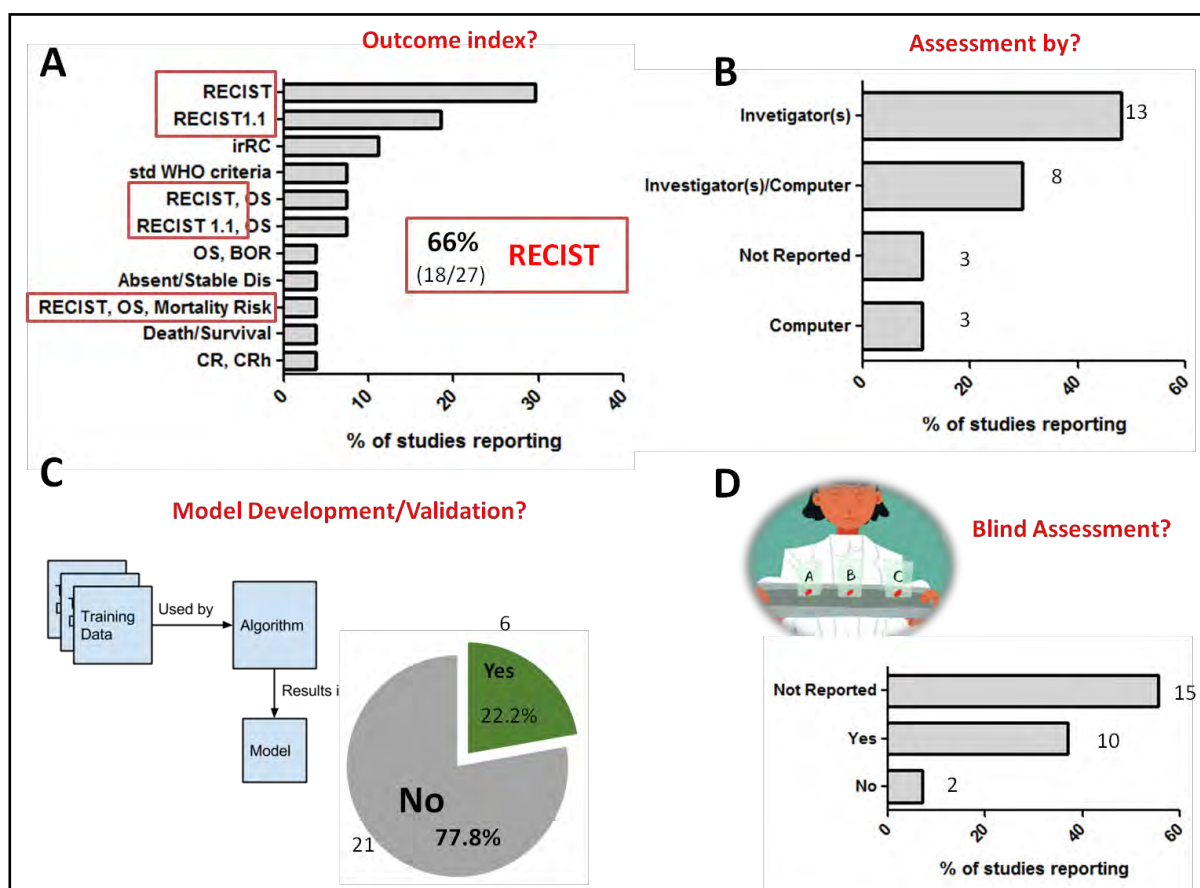 A
Outcome index?
RECIST
RECIST1.1
irRC
std WHO criteria
RECIST, OS
RECIST 1.1, OS
OS, BOR
Absent/Stable Dis
RECIST, OS, Mortality Risk
Death/Survival
CR, CRh
66%
(18/27)
RECIST
0 10 20 30 40
% of studies reporting
B
Assessment by?
Invetigator(s)
13
Investigator(s)/Computer
8
Not Reported
3
Computer
3
0 20 40 60
% of studies reporting
C
Model Development/Validation?
Training
Data
Used by
Algorithm
Results i
Model
6
Yes
22.2%
No
77.8%
21
D
Blind Assessment?
A B C
Not Reported
15
Yes
10
No
2
0 20 40 60
% of studies reporting